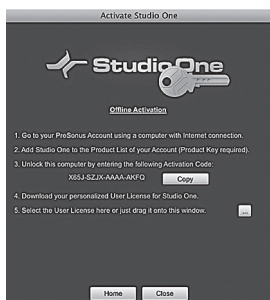 Activate Studio One
Studio One
Offline Activation
1. Go to your PreSonus Account using a computer with Internet connection.
2. Add Studio One to the Product List of your Account (Product Key required).
3. Unlock this computer by entering the following Activation Code:
X65J-SZJX-AAAA-AKFQ Copy
4. Download your personalized User License for Studio One.
5. Select the User License here or just drag it onto this window. ...
Home Close